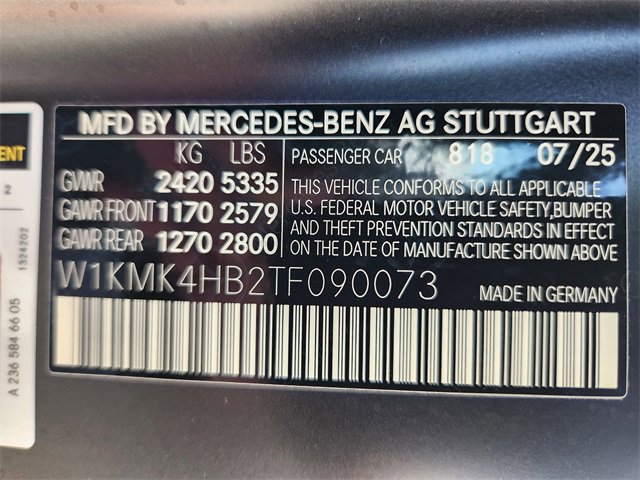 MFD BY MERCEDES-BENZ AG STUTTGART
KG LBS PASSENGER CAR 818 07/25
GVWR 2420 5335
GAWR FRONT 1170 2579
GAWR REAR 1270 2800
THIS VEHICLE CONFORMS TO ALL APPLICABLE
U.S. FEDERAL MOTOR VEHICLE SAFETY, BUMPER
AND THEFT PREVENTION STANDARDS IN EFFECT
ON THE DATE OF MANUFACTURE SHOWN ABOVE
W1KMK4HB2TF090073 MADE IN GERMANY
2
1324202
A 236 584 66 05